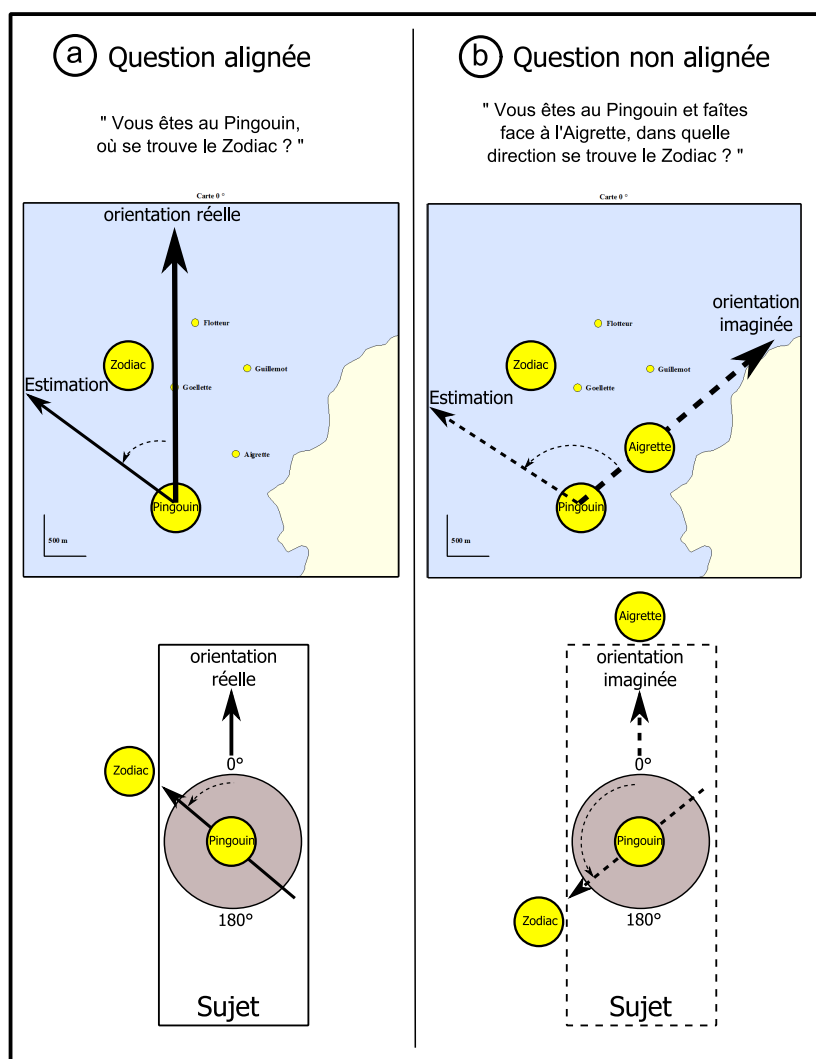 a Question alignée
" Vous êtes au Pingouin,
où se trouve le Zodiac ? "
Carte 0 °
orientation réelle
Flotteur
Zodiac
Guillemot
Estimation
Goellette
Aigrette
Pingouin
500 m
orientation
réelle
0°
Zodiac
Pingouin
180°
Sujet
b Question non alignée
" Vous êtes au Pingouin et faîtes
face à l'Aigrette, dans quelle
direction se trouve le Zodiac ? "
Carte 0 °
orientation
imaginée
Flotteur
Zodiac
Guillemot
Goellette
Estimation
Aigrette
Pingouin
500 m
Aigrette
orientation
imaginée
0°
Pingouin
180°
Zodiac
Sujet